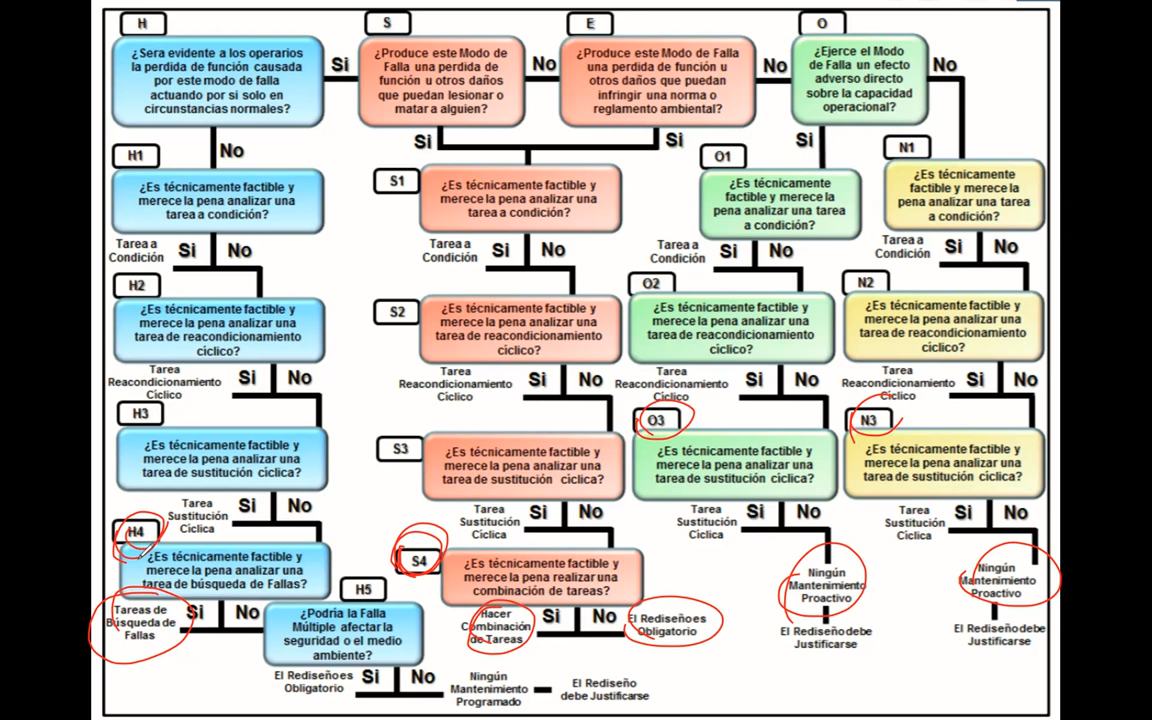 H
¿Sera evidente a los operarios
la perdida de función causada
por este modo de falla
actuando por si solo en
circunstancias normales?
Si
S
¿Produce este Modo de
Falla una perdida de
función u otros daños
que puedan lesionar o
matar a alguien?
No
E
¿Produce este Modo de Falla
una perdida de función u
otros daños que puedan
infringir una norma o
reglamento ambiental?
No
O
¿Ejerce el Modo
de Falla un efecto
adverso directo
sobre la capacidad
operacional?
No
No
Si
Si
Si
H1
¿Es técnicamente factible y
merece la pena analizar una
tarea a condición?
Tarea a
Condición
Si
No
H2
¿Es técnicamente factible y
merece la pena analizar una
tarea de reacondicionamiento
cíclico?
Tarea
Reacondicionamiento
Cíclico
Si
No
H3
¿Es técnicamente factible y
merece la pena analizar una
tarea de sustitución cíclica?
Tarea
Sustitución
Cíclica
Si
No
H4
¿Es técnicamente factible y
merece la pena analizar una
tarea de búsqueda de Fallas?
Tareas de
Búsqueda de
Fallas
Si
No
H5
¿Podría la Falla
Múltiple afectar la
seguridad o el medio
ambiente?
El Rediseño es
Obligatorio
Si
No
Ningún
Mantenimiento
Programado
El Rediseño
debe Justificarse
S1
¿Es técnicamente factible y
merece la pena analizar una
tarea a condición?
Tarea a
Condición
Si
No
S2
¿Es técnicamente factible y
merece la pena analizar una
tarea de reacondicionamiento
cíclico?
Tarea
Reacondicionamiento
Cíclico
Si
No
S3
¿Es técnicamente factible y
merece la pena analizar una
tarea de sustitución cíclica?
Tarea
Sustitución
Cíclica
Si
No
S4
¿Es técnicamente factible y
merece la pena realizar una
combinación de tareas?
Hacer
Combinación
de Tareas
Si
No
El Rediseño es
Obligatorio
O1
¿Es técnicamente
factible y merece la
pena analizar una tarea
a condición?
Tarea a
Condición
Si
No
O2
¿Es técnicamente factible y
merece la pena analizar una
tarea de reacondicionamiento
cíclico?
Tarea
Reacondicionamiento
Cíclico
Si
No
O3
¿Es técnicamente factible y
merece la pena analizar una
tarea de sustitución cíclica?
Tarea
Sustitución
Cíclica
Si
No
Ningún
Mantenimiento
Proactivo
El Rediseño debe
Justificarse
N1
¿Es técnicamente
factible y merece la
pena analizar una tarea
a condición?
Tarea a
Condición
Si
No
N2
¿Es técnicamente factible y
merece la pena analizar una
tarea de reacondicionamiento
cíclico?
Tarea
Reacondicionamiento
Cíclico
Si
No
N3
¿Es técnicamente factible y
merece la pena analizar una
tarea de sustitución cíclica?
Tarea
Sustitución
Cíclica
Si
No
Ningún
Mantenimiento
Proactivo
El Rediseño debe
Justificarse